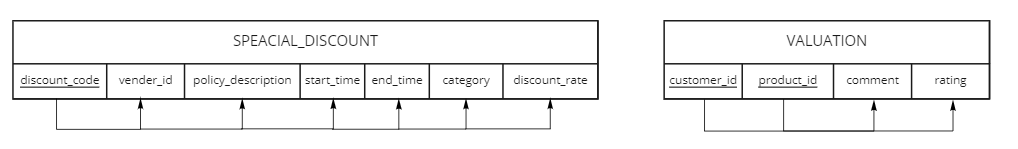 SPEACIAL_DISCOUNT
discount_code vender_id policy_description start_time end_time category discount_rate
VALUATION
customer_id product_id comment rating